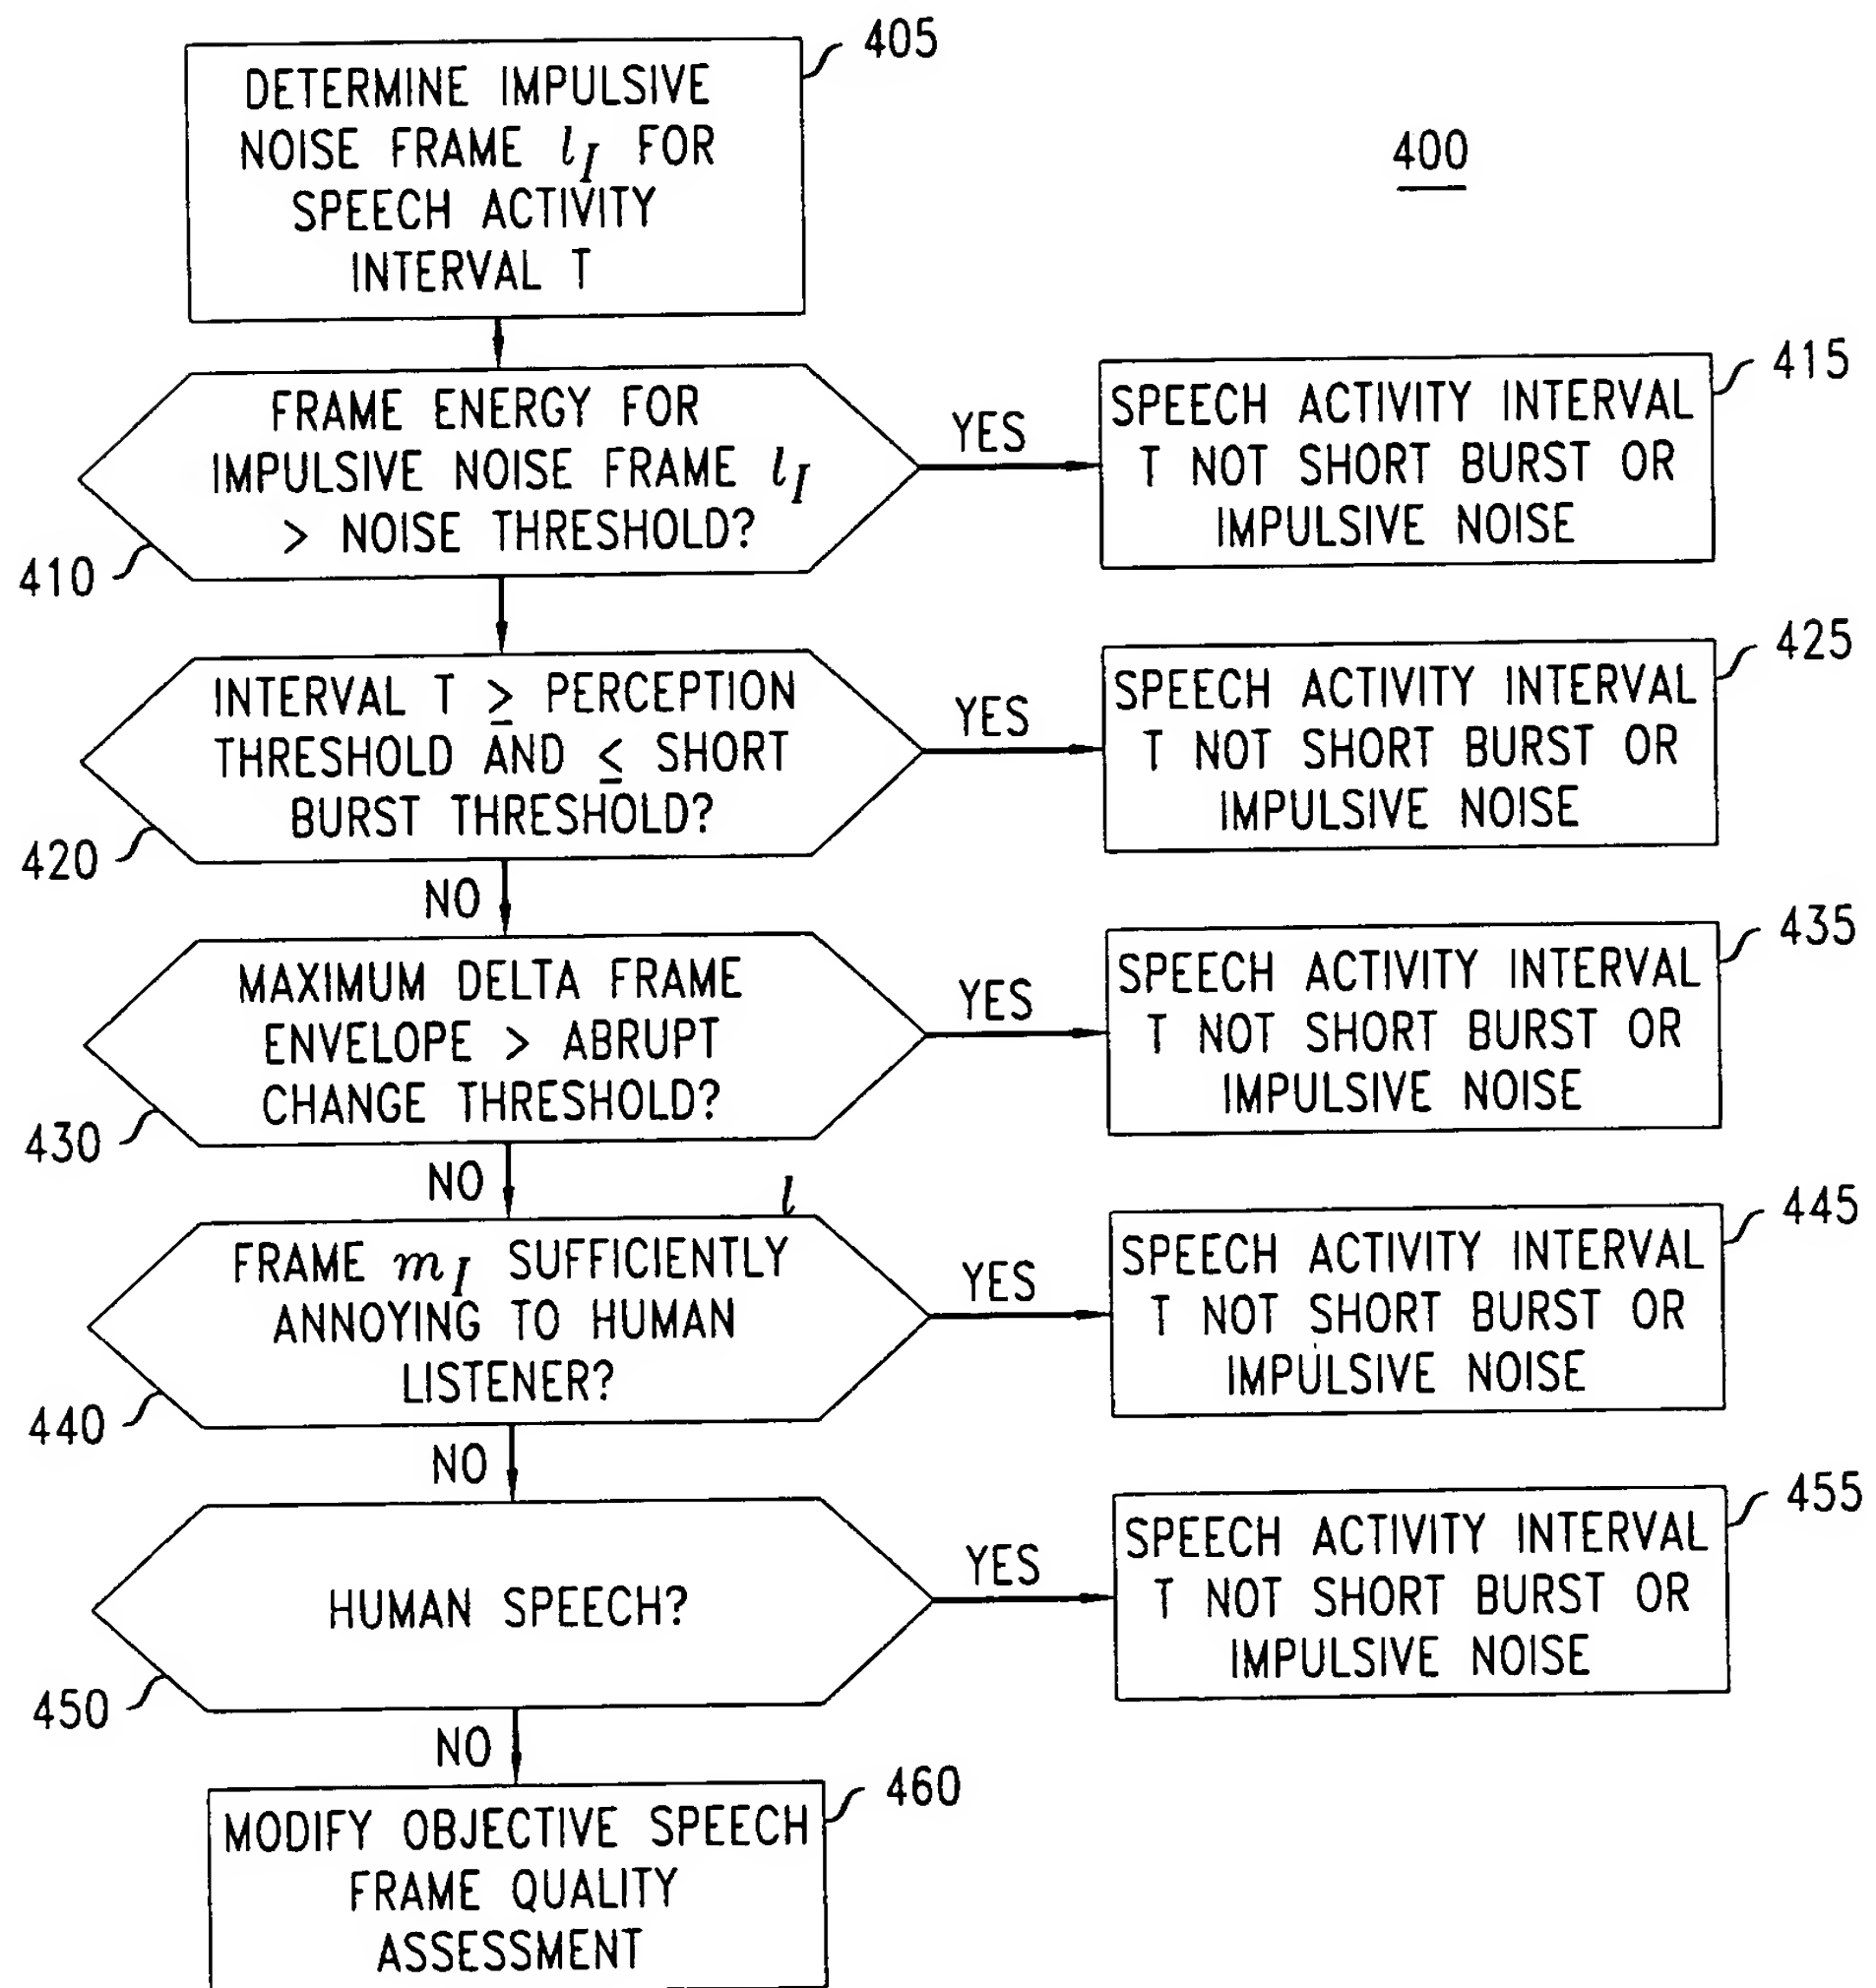 405
DETERMINE IMPULSIVE
NOISE FRAME l_I FOR
SPEECH ACTIVITY
INTERVAL T
400
FRAME ENERGY FOR
IMPULSIVE NOISE FRAME l_I
> NOISE THRESHOLD?
410
YES
415
SPEECH ACTIVITY INTERVAL
T NOT SHORT BURST OR
IMPULSIVE NOISE
INTERVAL T ≥ PERCEPTION
THRESHOLD AND ≤ SHORT
BURST THRESHOLD?
420
YES
425
SPEECH ACTIVITY INTERVAL
T NOT SHORT BURST OR
IMPULSIVE NOISE
NO
MAXIMUM DELTA FRAME
ENVELOPE > ABRUPT
CHANGE THRESHOLD?
430
YES
435
SPEECH ACTIVITY INTERVAL
T NOT SHORT BURST OR
IMPULSIVE NOISE
NO
l
FRAME m_I SUFFICIENTLY
ANNOYING TO HUMAN
LISTENER?
440
YES
445
SPEECH ACTIVITY INTERVAL
T NOT SHORT BURST OR
IMPULSIVE NOISE
NO
HUMAN SPEECH?
450
YES
455
SPEECH ACTIVITY INTERVAL
T NOT SHORT BURST OR
IMPULSIVE NOISE
NO
460
MODIFY OBJECTIVE SPEECH
FRAME QUALITY
ASSESSMENT